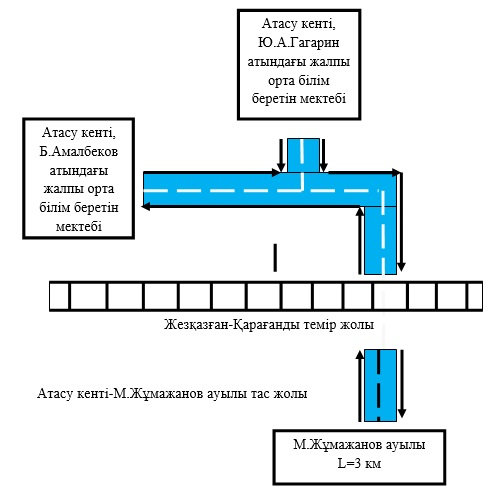 Атасу кенті,
Ю.А.Гагарин
атындағы жалпы
орта білім
беретін мектебі
Атасу кенті,
Б.Амалбеков
атындағы
жалпы орта
білім беретін
мектебі
Жезқазған-Қарағанды темір жолы
Атасу кенті-М.Жұмажанов ауылы тас жолы
М.Жұмажанов ауылы
L=3 км